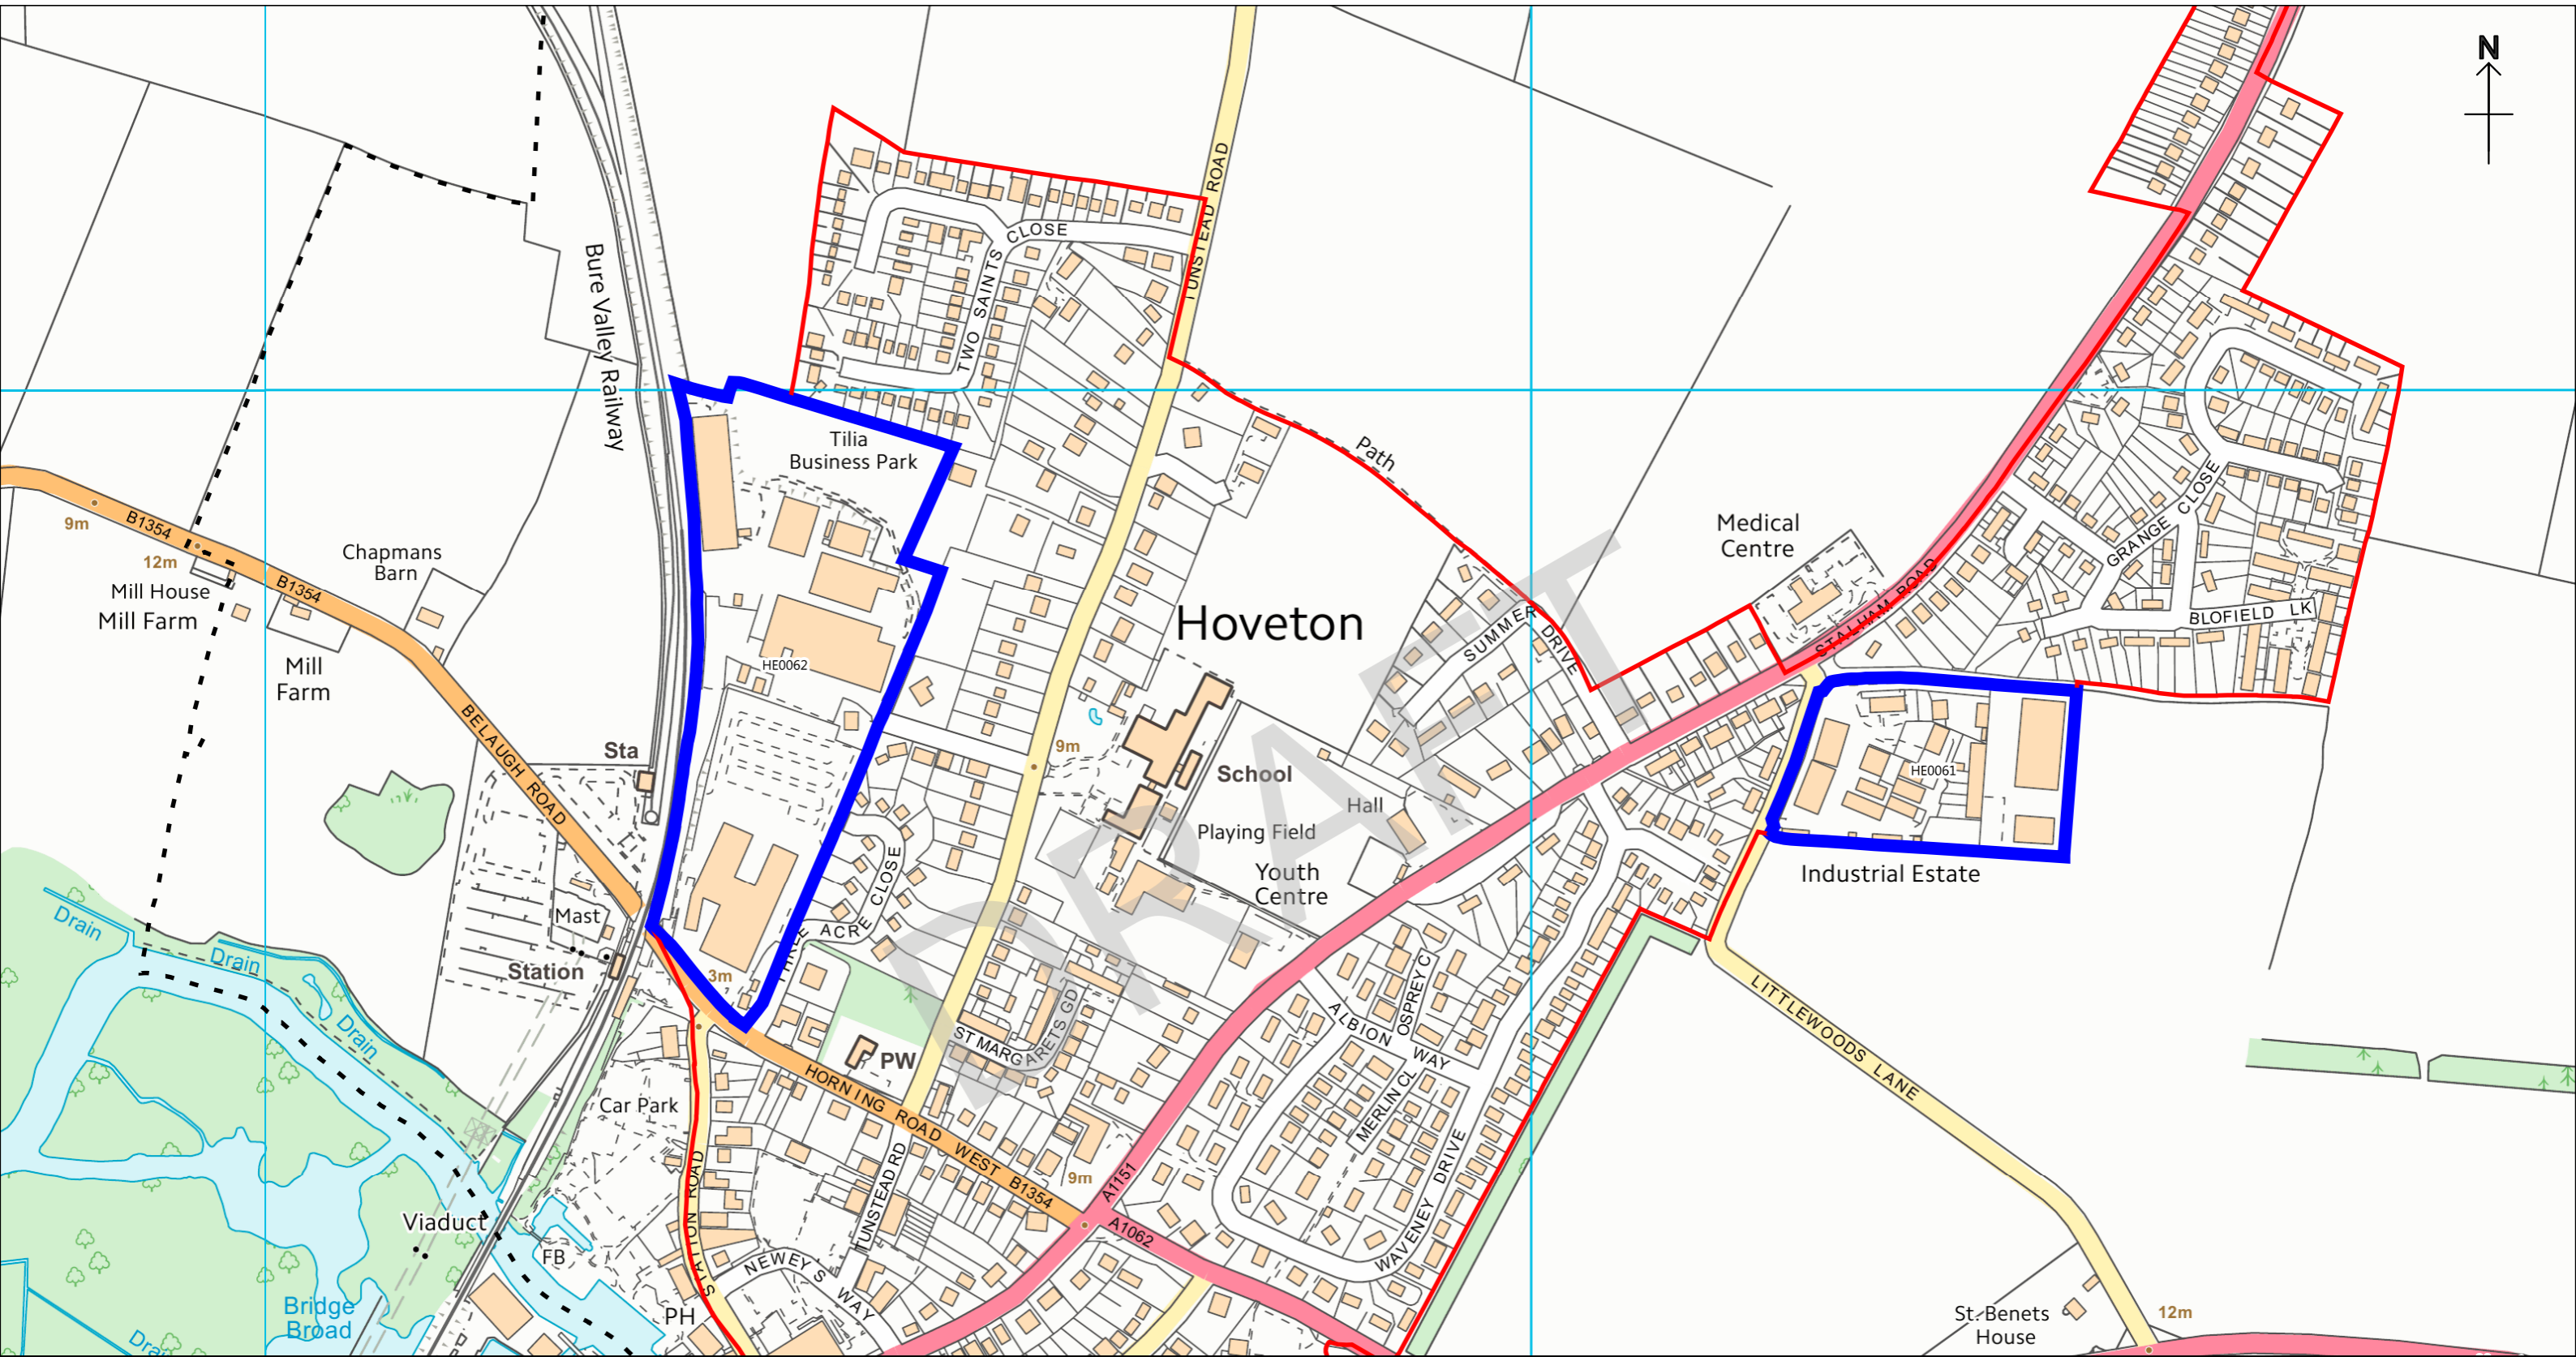 N
TUNSTEAD ROAD
CLOSE
TWO SAINTS
Bure Valley Railway
Tilia
Business Park
Path
B1354
9m
12m
B1354
Chapmans
Barn
Mill House
Mill Farm
Mill
Farm
Medical
Centre
STALHAM ROAD
GRANGE CLOSE
BLOFIELD LK
Hoveton
SUMMER DRIVE
HE0062
BELAUGH ROAD
Sta
9m
School
Hall
Playing Field
Youth
Centre
HE0061
Industrial Estate
DRAFT
THREE ACRE CLOSE
Mast
Station
3m
Drain
Drain
Drain
ST MARGARETS GD
PW
OSPREY C
ALBION WAY
MERLIN CL
LITTLEWOODS LANE
HORNING ROAD WEST
B1354
Car Park
STATION ROAD
TUNSTEAD RD
9m
A1151
A1062
WAVENEY DRIVE
Viaduct
FB
NEWEY S WAY
PH
Bridge
Broad
Drai
St. Benets
House
12m